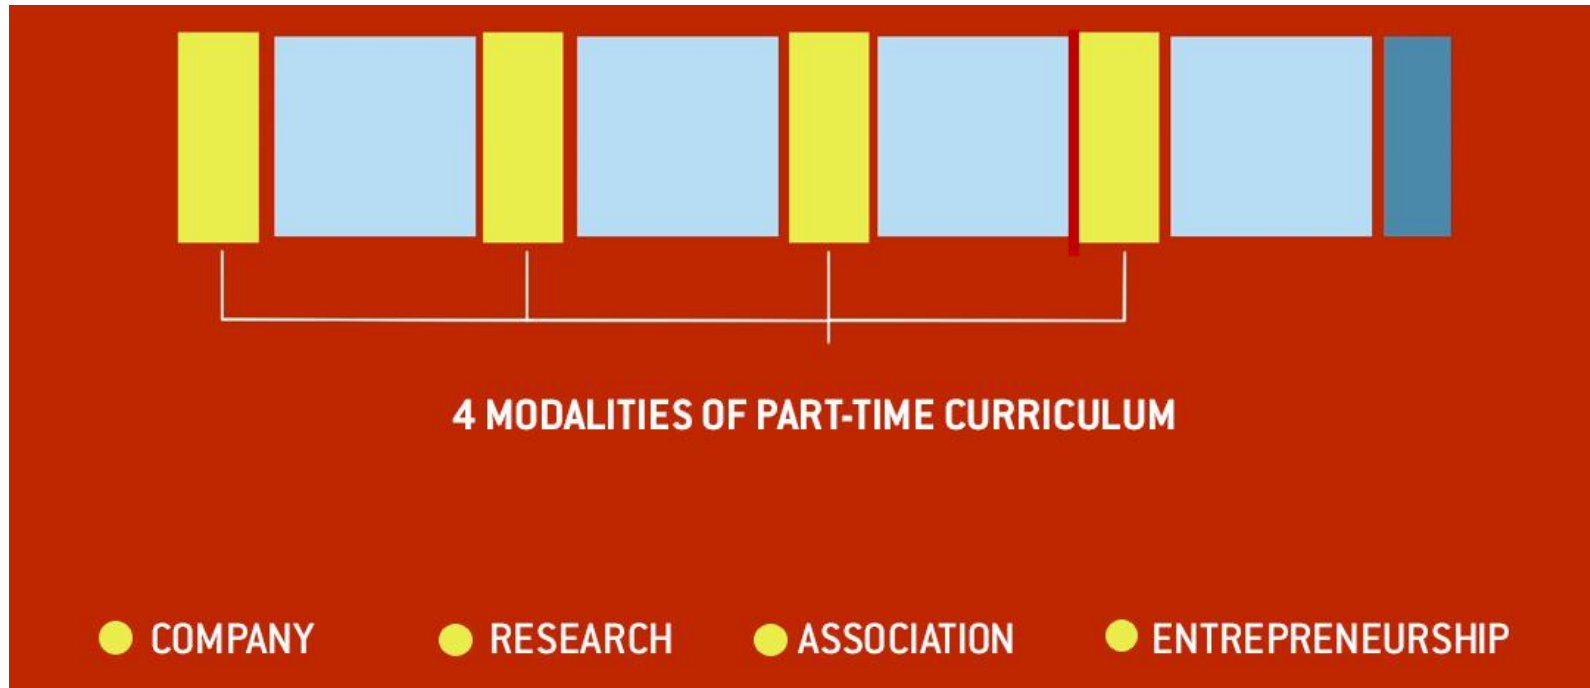 4 MODALITIES OF PART-TIME CURRICULUM
COMPANY
RESEARCH
ASSOCIATION
ENTREPRENEURSHIP